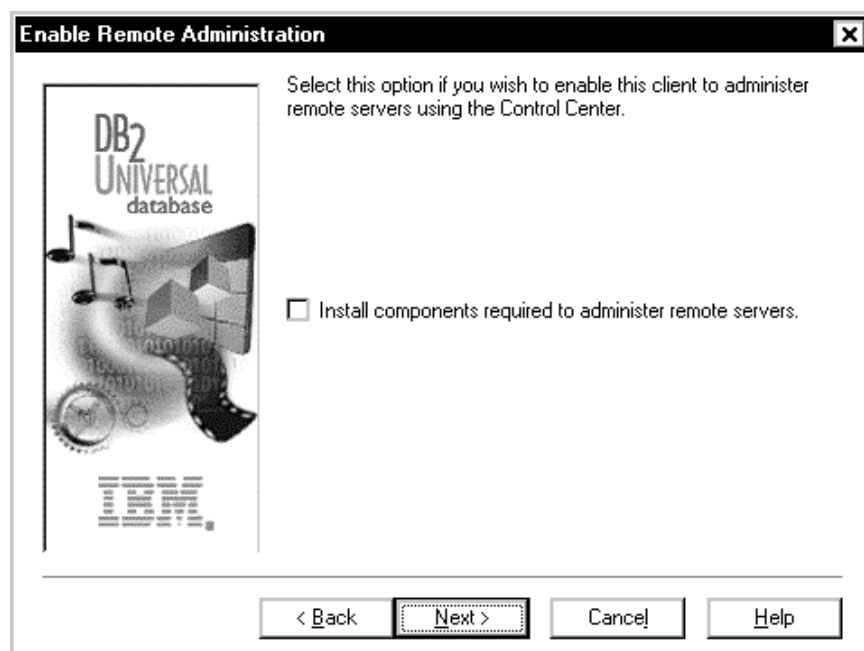 Enable Remote Administration
Select this option if you wish to enable this client to administer
remote servers using the Control Center.
DB2
UNIVERSAL
database
Install components required to administer remote servers.
IBM
< Back
Next >
Cancel
Help